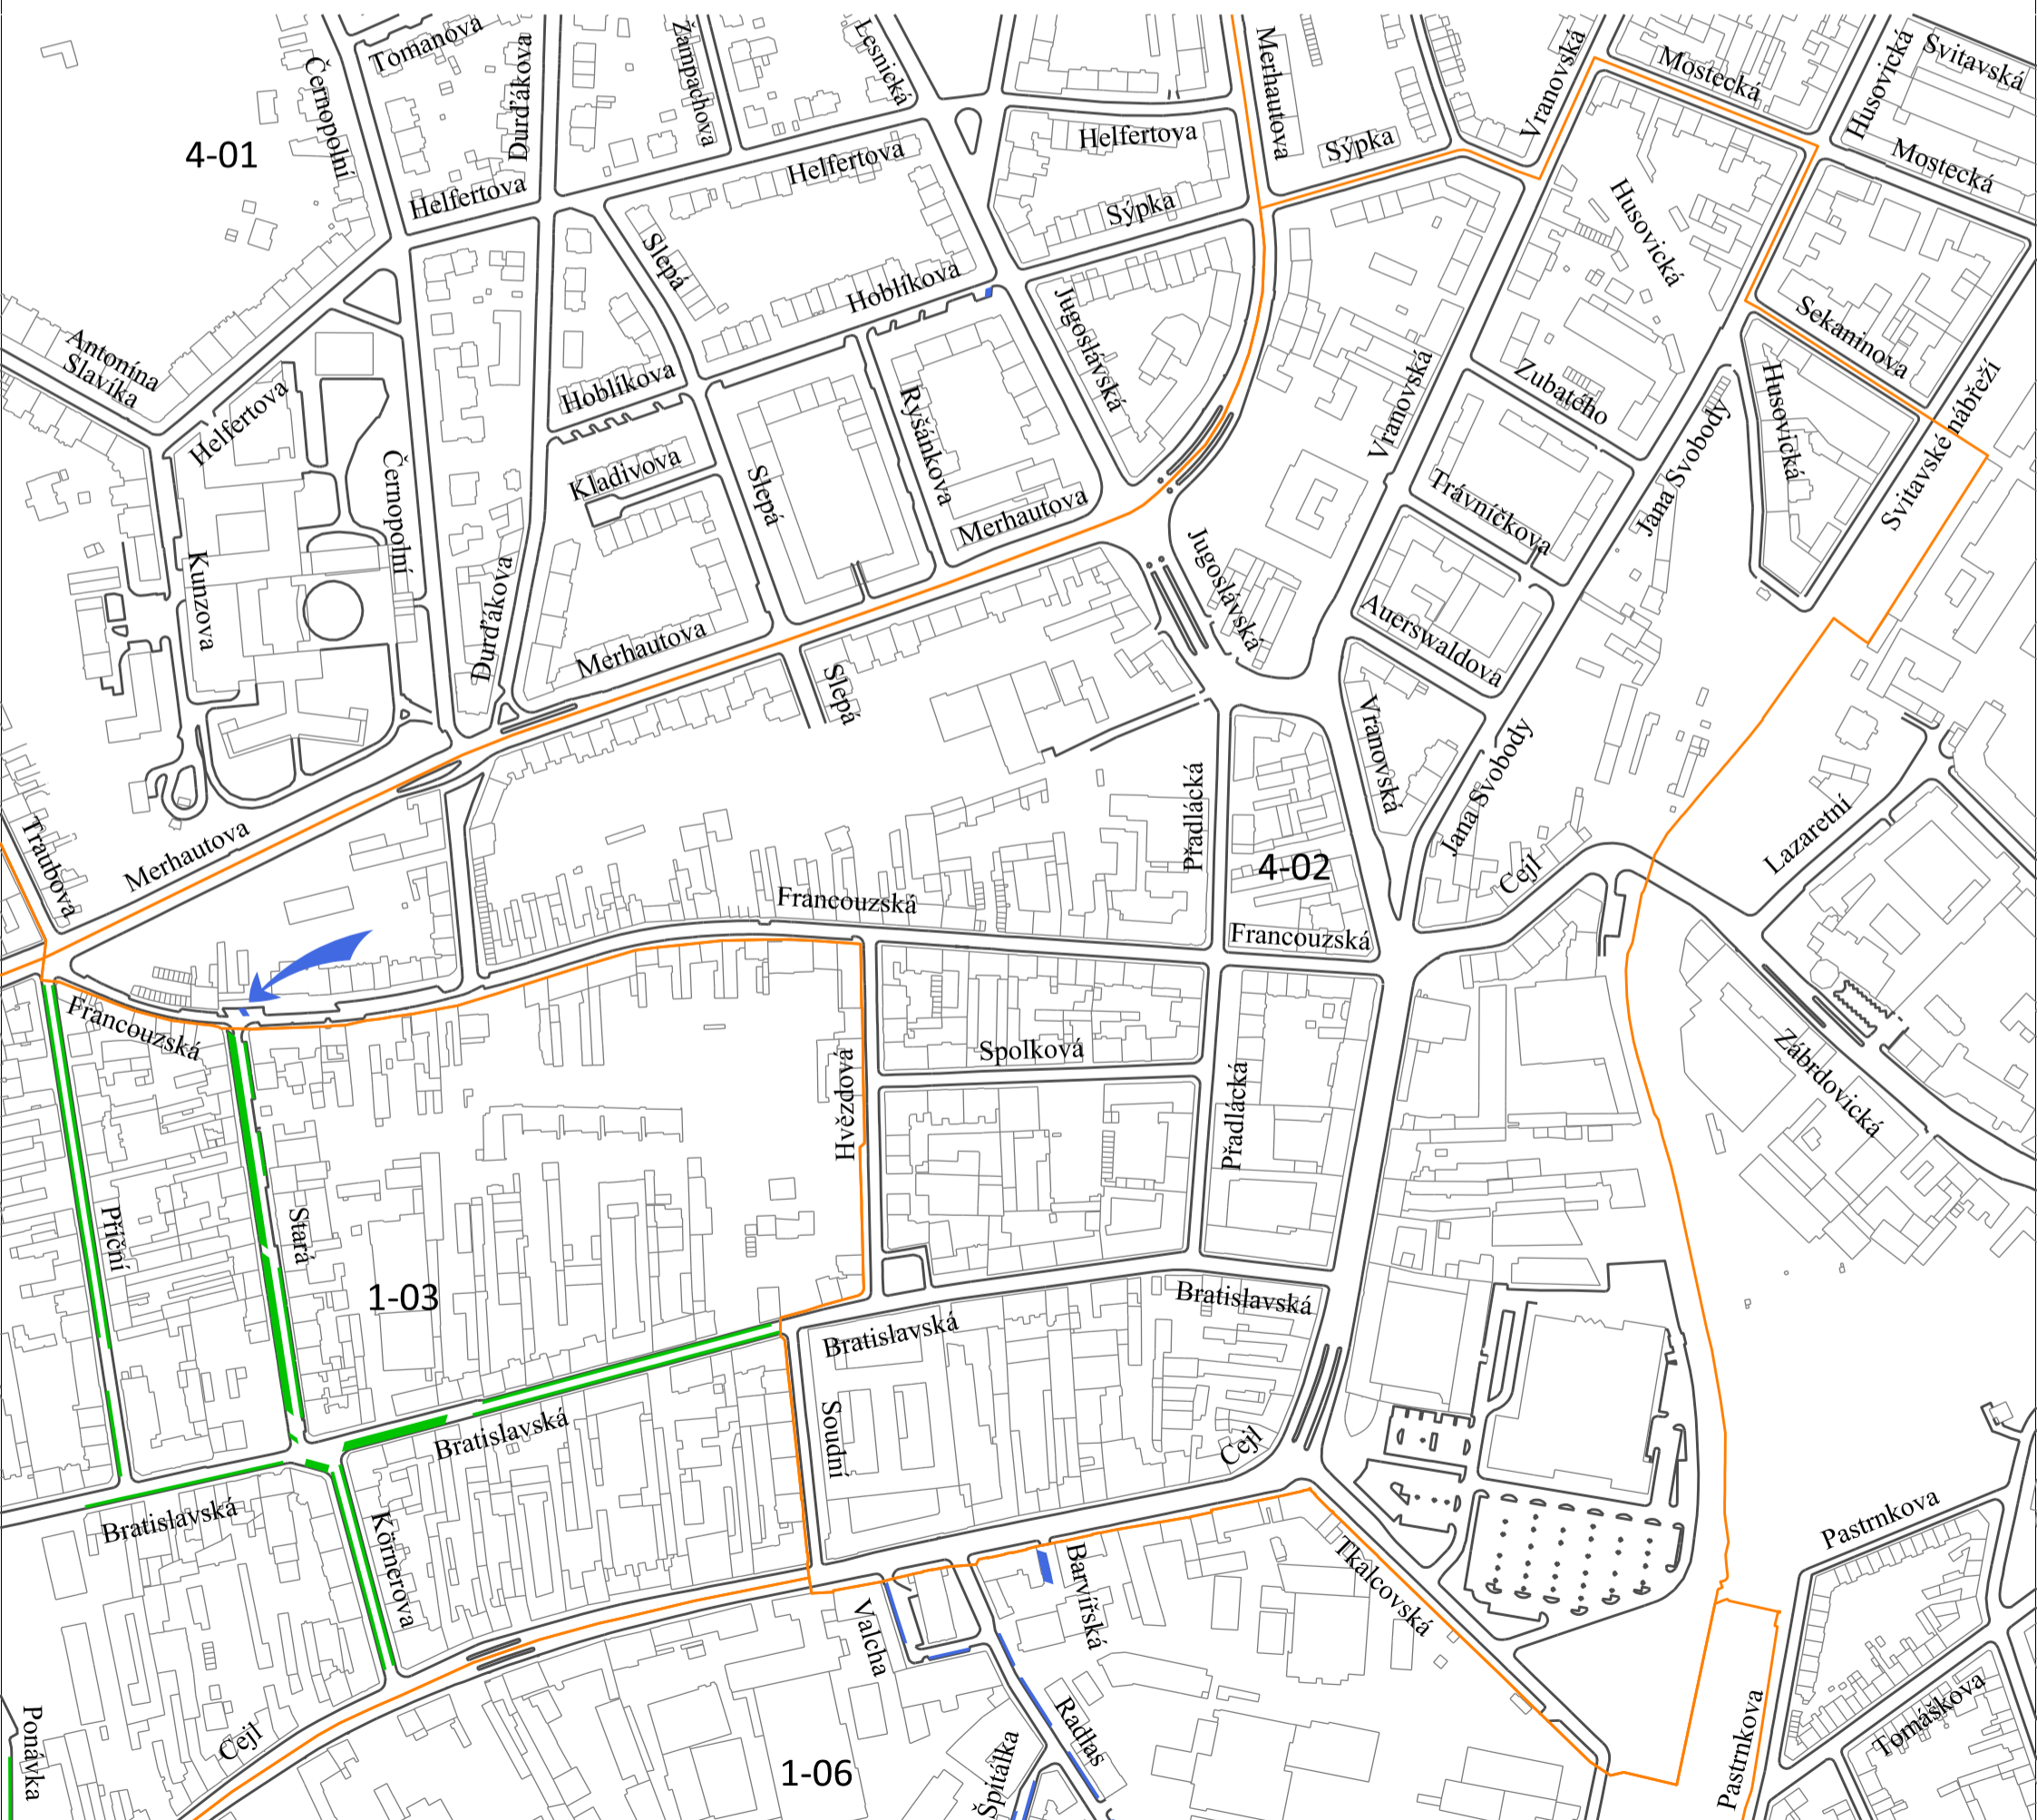 Tomanova
Černopolní
Durďákova
Zampachova
Lesnická
Merhautova
Sýpka
Vranovská
Mostecká
Husovická
Svitavská
4-01
Helfertova
Helfertova
Helfertova
Sýpka
Mostecká
Husovická
Slepá
Hoblíkova
Jugoslávská
Sekaninova
Antonína
Slavíka
Helfertova
Hoblíkova
Ryšánkova
Vranovská
Zubatého
Husovická
Svitavské nábřeží
Černopolní
Kladivova
Slepá
Merhautova
Trávníčkova
Jana Svobody
Kunzova
Durďákova
Merhautova
Jugoslávská
Auerswaldova
Slepá
Vranovská
Jana Svobody
Traubova
Merhautova
Přadlácká
Lazaretní
Francouzská
4-02
Cejl
Francouzská
Francouzská
Spolková
Hvězdová
Přadlácká
Zábrdovická
Příční
Stará
1-03
Bratislavská
Bratislavská
Bratislavská
Soudní
Cejl
Bratislavská
Körnerova
Pastrnkova
Valcha
Barvířská
Tkalcovská
Ponávka
Cejl
Radlas
Špitálka
1-06
Pastrnkova
Tomáškova